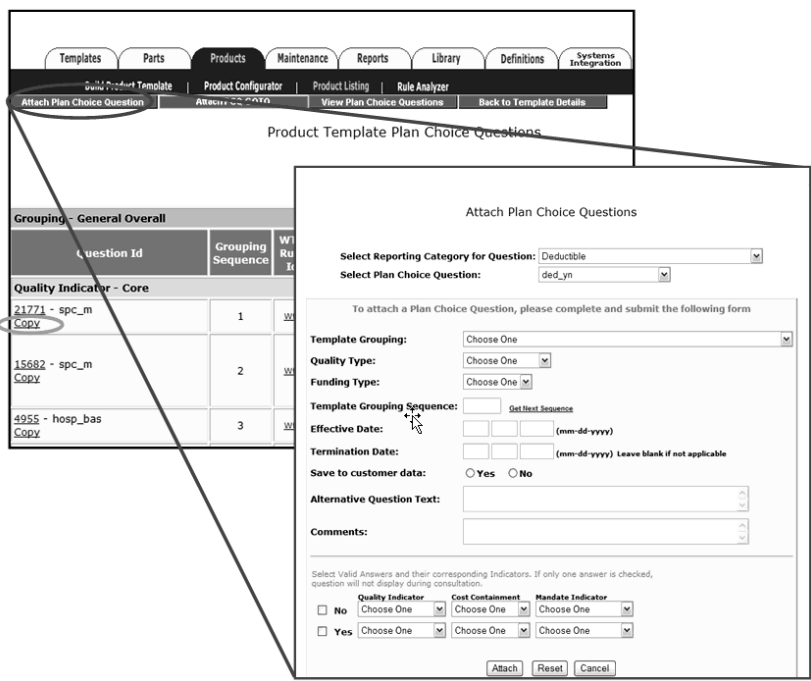 Templates Parts Products Maintenance Reports Library Definitions Systems Integration
Build Product Template | Product Configurator | Product Listing | Rule Analyzer
Attach Plan Choice Question Attach PCQ GOTO View Plan Choice Questions Back to Template Details
Product Template Plan Choice Questions
Grouping - General Overall
Question Id Grouping Sequence
Quality Indicator - Core
21771 - spc_m 1
Copy
15682 - spc_m 2
Copy
4955 - hosp_bas 3
Copy
Attach Plan Choice Questions
Select Reporting Category for Question: Deductible
Select Plan Choice Question: ded_yn
To attach a Plan Choice Question, please complete and submit the following form
Template Grouping: Choose One
Quality Type: Choose One
Funding Type: Choose One
Template Grouping Sequence: Get Next Sequence
Effective Date: (mm-dd-yyyy)
Termination Date: (mm-dd-yyyy) Leave blank if not applicable
Save to customer data: Yes No
Alternative Question Text:
Comments:
Select Valid Answers and their corresponding Indicators. If only one answer is checked,
question will not display during consultation.
Quality Indicator Cost Containment Mandate Indicator
No Choose One Choose One Choose One
Yes Choose One Choose One Choose One
Attach Reset Cancel